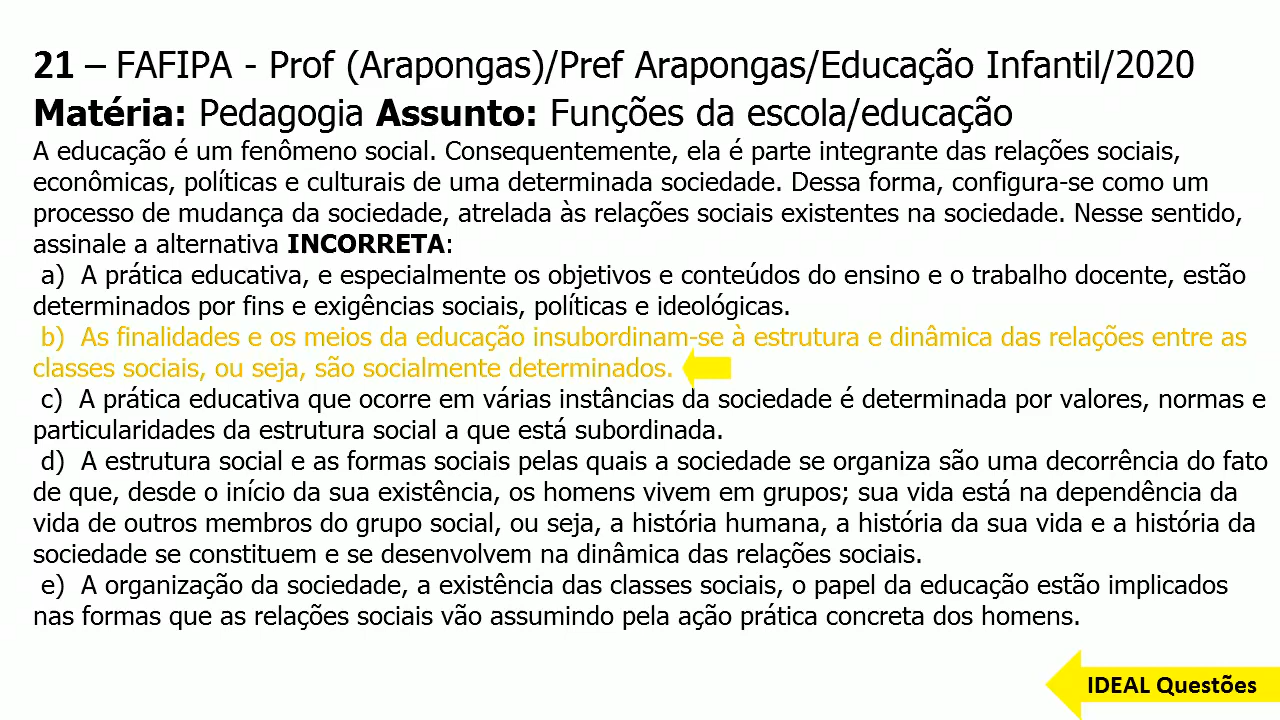 21 – FAFIPA - Prof (Arapongas)/Pref Arapongas/Educação Infantil/2020
Matéria: Pedagogia Assunto: Funções da escola/educação
A educação é um fenômeno social. Consequentemente, ela é parte integrante das relações sociais,
econômicas, políticas e culturais de uma determinada sociedade. Dessa forma, configura-se como um
processo de mudança da sociedade, atrelada às relações sociais existentes na sociedade. Nesse sentido,
assinale a alternativa INCORRETA:
a) A prática educativa, e especialmente os objetivos e conteúdos do ensino e o trabalho docente, estão
determinados por fins e exigências sociais, políticas e ideológicas.
b) As finalidades e os meios da educação insubordinam-se à estrutura e dinâmica das relações entre as
classes sociais, ou seja, são socialmente determinados.
c) A prática educativa que ocorre em várias instâncias da sociedade é determinada por valores, normas e
particularidades da estrutura social a que está subordinada.
d) A estrutura social e as formas sociais pelas quais a sociedade se organiza são uma decorrência do fato
de que, desde o início da sua existência, os homens vivem em grupos; sua vida está na dependência da
vida de outros membros do grupo social, ou seja, a história humana, a história da sua vida e a história da
sociedade se constituem e se desenvolvem na dinâmica das relações sociais.
e) A organização da sociedade, a existência das classes sociais, o papel da educação estão implicados
nas formas que as relações sociais vão assumindo pela ação prática concreta dos homens.
IDEAL Questões